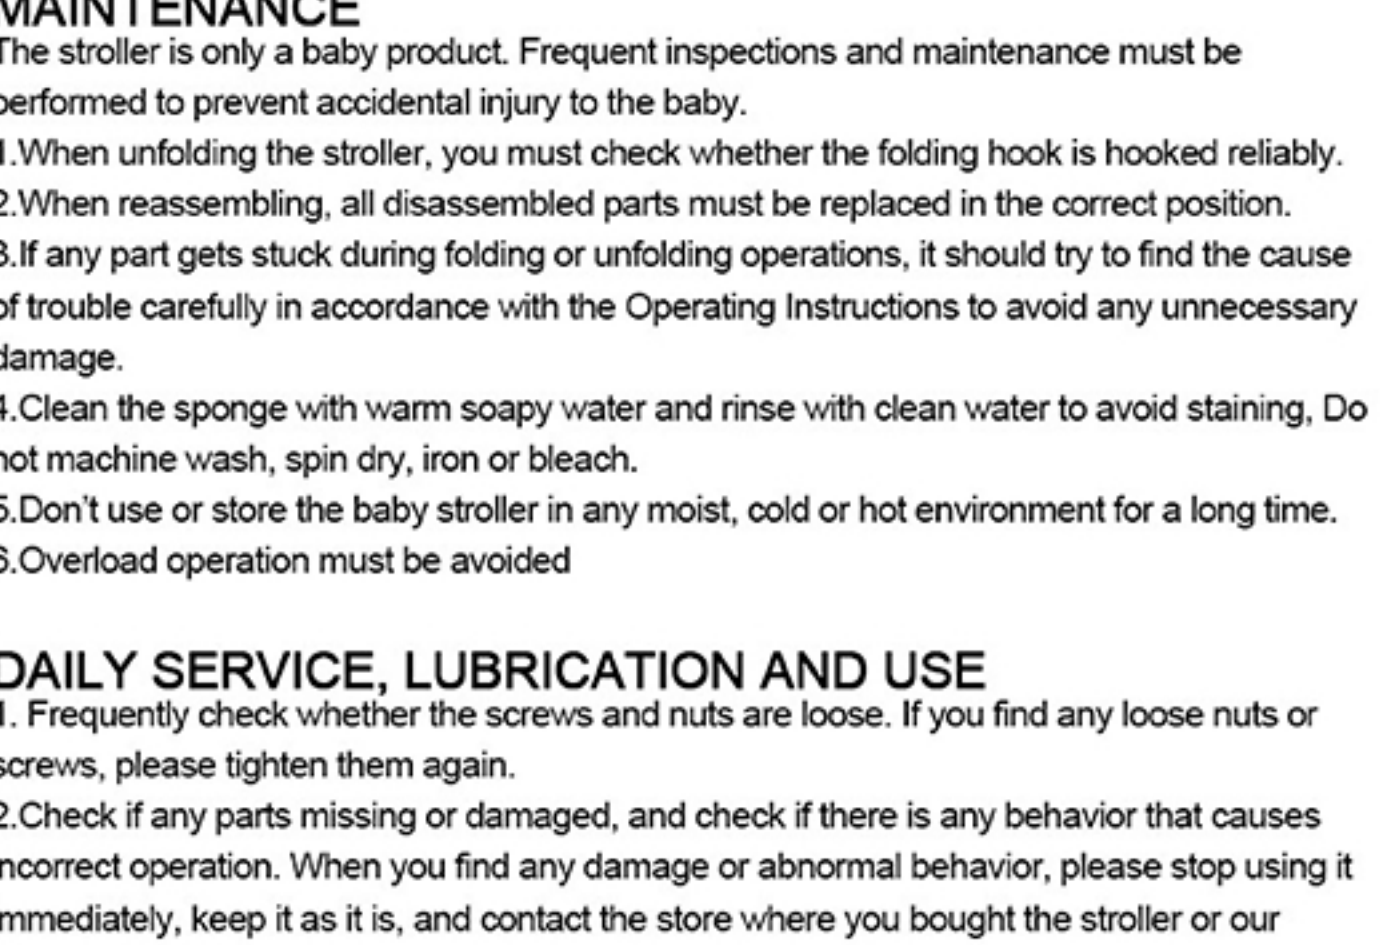 MAINTENANCE
The stroller is only a baby product. Frequent inspections and maintenance must be
performed to prevent accidental injury to the baby.
1.When unfolding the stroller, you must check whether the folding hook is hooked reliably.
2.When reassembling, all disassembled parts must be replaced in the correct position.
3.If any part gets stuck during folding or unfolding operations, it should try to find the cause
of trouble carefully in accordance with the Operating Instructions to avoid any unnecessary
damage.
4.Clean the sponge with warm soapy water and rinse with clean water to avoid staining, Do
not machine wash, spin dry, iron or bleach.
5.Don't use or store the baby stroller in any moist, cold or hot environment for a long time.
6.Overload operation must be avoided
DAILY SERVICE, LUBRICATION AND USE
1. Frequently check whether the screws and nuts are loose. If you find any loose nuts or
screws, please tighten them again.
2.Check if any parts missing or damaged, and check if there is any behavior that causes
incorrect operation. When you find any damage or abnormal behavior, please stop using it
immediately, keep it as it is, and contact the store where you bought the stroller or our